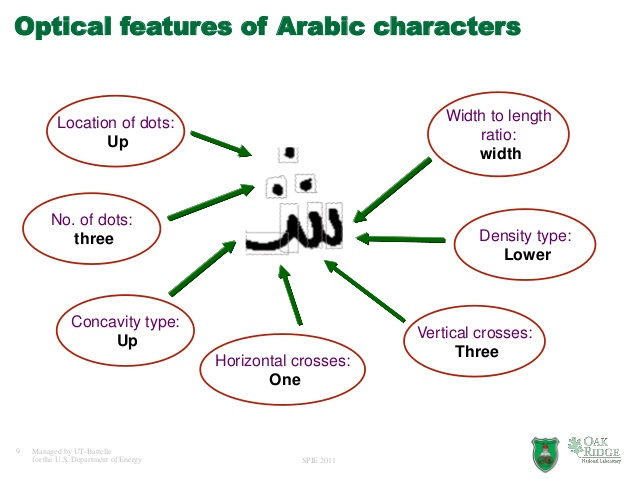 Optical features of Arabic characters
Location of dots:
Up
Width to length
ratio:
width
No. of dots:
three
ش
Density type:
Lower
Concavity type:
Up
Vertical crosses:
Three
Horizontal crosses:
One
9 Managed by UT-Battelle
for the U.S. Department of Energy
SPIE 2011
OAK
RIDGE
National Laboratory